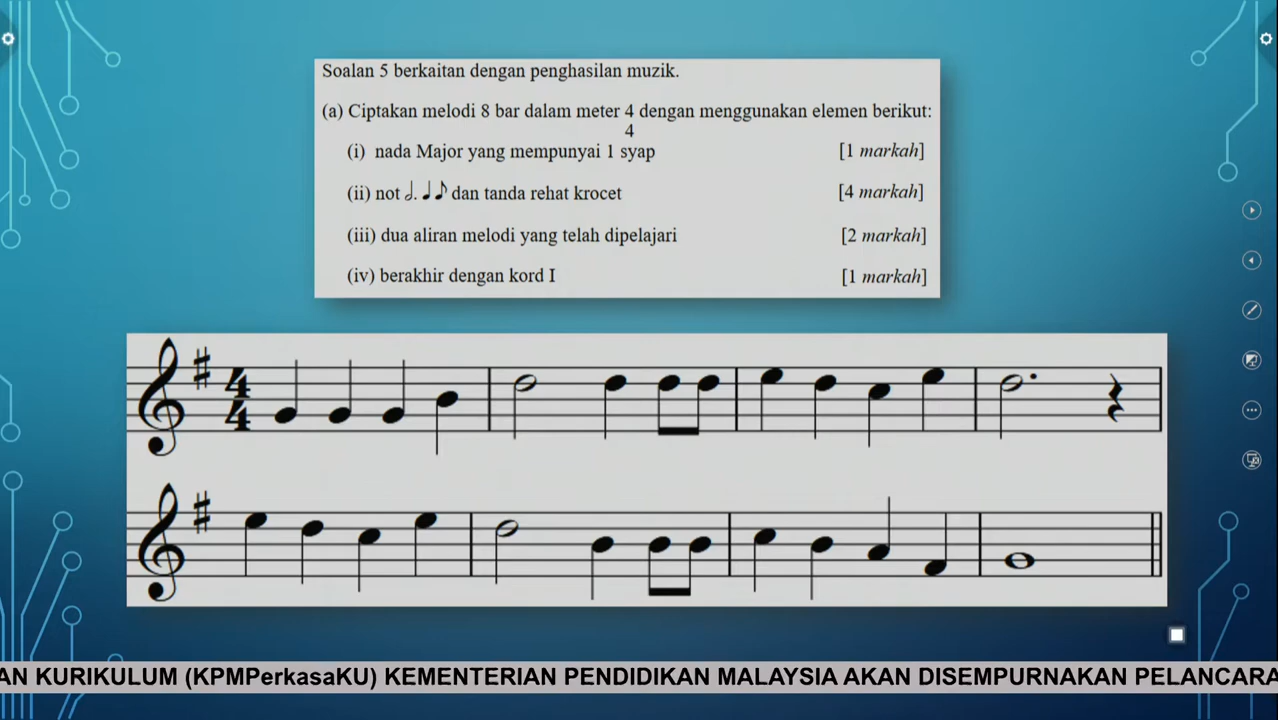 Soalan 5 berkaitan dengan penghasilan muzik.
(a) Ciptakan melodi 8 bar dalam meter 4 dengan menggunakan elemen berikut:
4
(i) nada Major yang mempunyai 1 syap [1 markah]
(ii) not 𝅗𝅥. ♩ ♪ dan tanda rehat krocet [4 markah]
(iii) dua aliran melodi yang telah dipelajari [2 markah]
(iv) berakhir dengan kord I [1 markah]
4
4
AN KURIKULUM (KPMPerkasaKU) KEMENTERIAN PENDIDIKAN MALAYSIA AKAN DISEMPURNAKAN PELANCARA